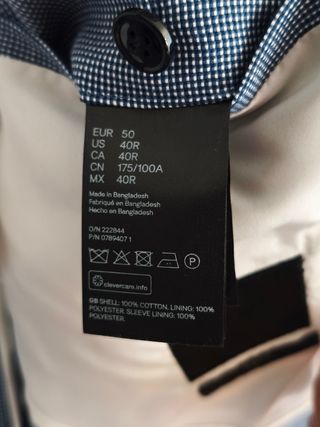 EUR 50
US 40R
CA 40R
CN 175/100A
MX 40R
Made in Bangladesh
Fabriqué en Bangladesh
Hecho en Bangladesh
O/N 222844
P/N 0789407 1
P
clevercare.info
GB SHELL: 100% COTTON. LINING: 100%
POLYESTER. SLEEVE LINING: 100%
POLYESTER.